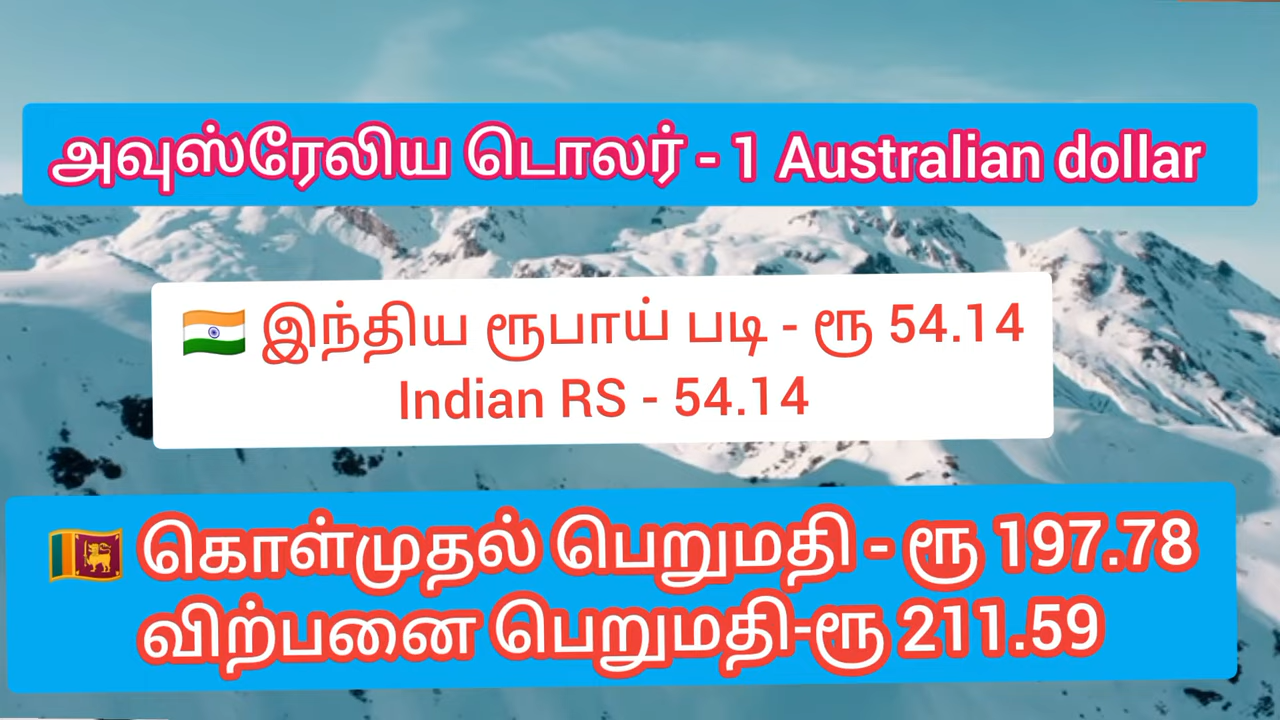 அவுஸ்ரேலிய டொலர் - 1 Australian dollar
🇮🇳 இந்திய ரூபாய் படி - ரூ 54.14
Indian RS - 54.14
🇱🇰 கொள்முதல் பெறுமதி - ரூ 197.78
விற்பனை பெறுமதி-ரூ 211.59